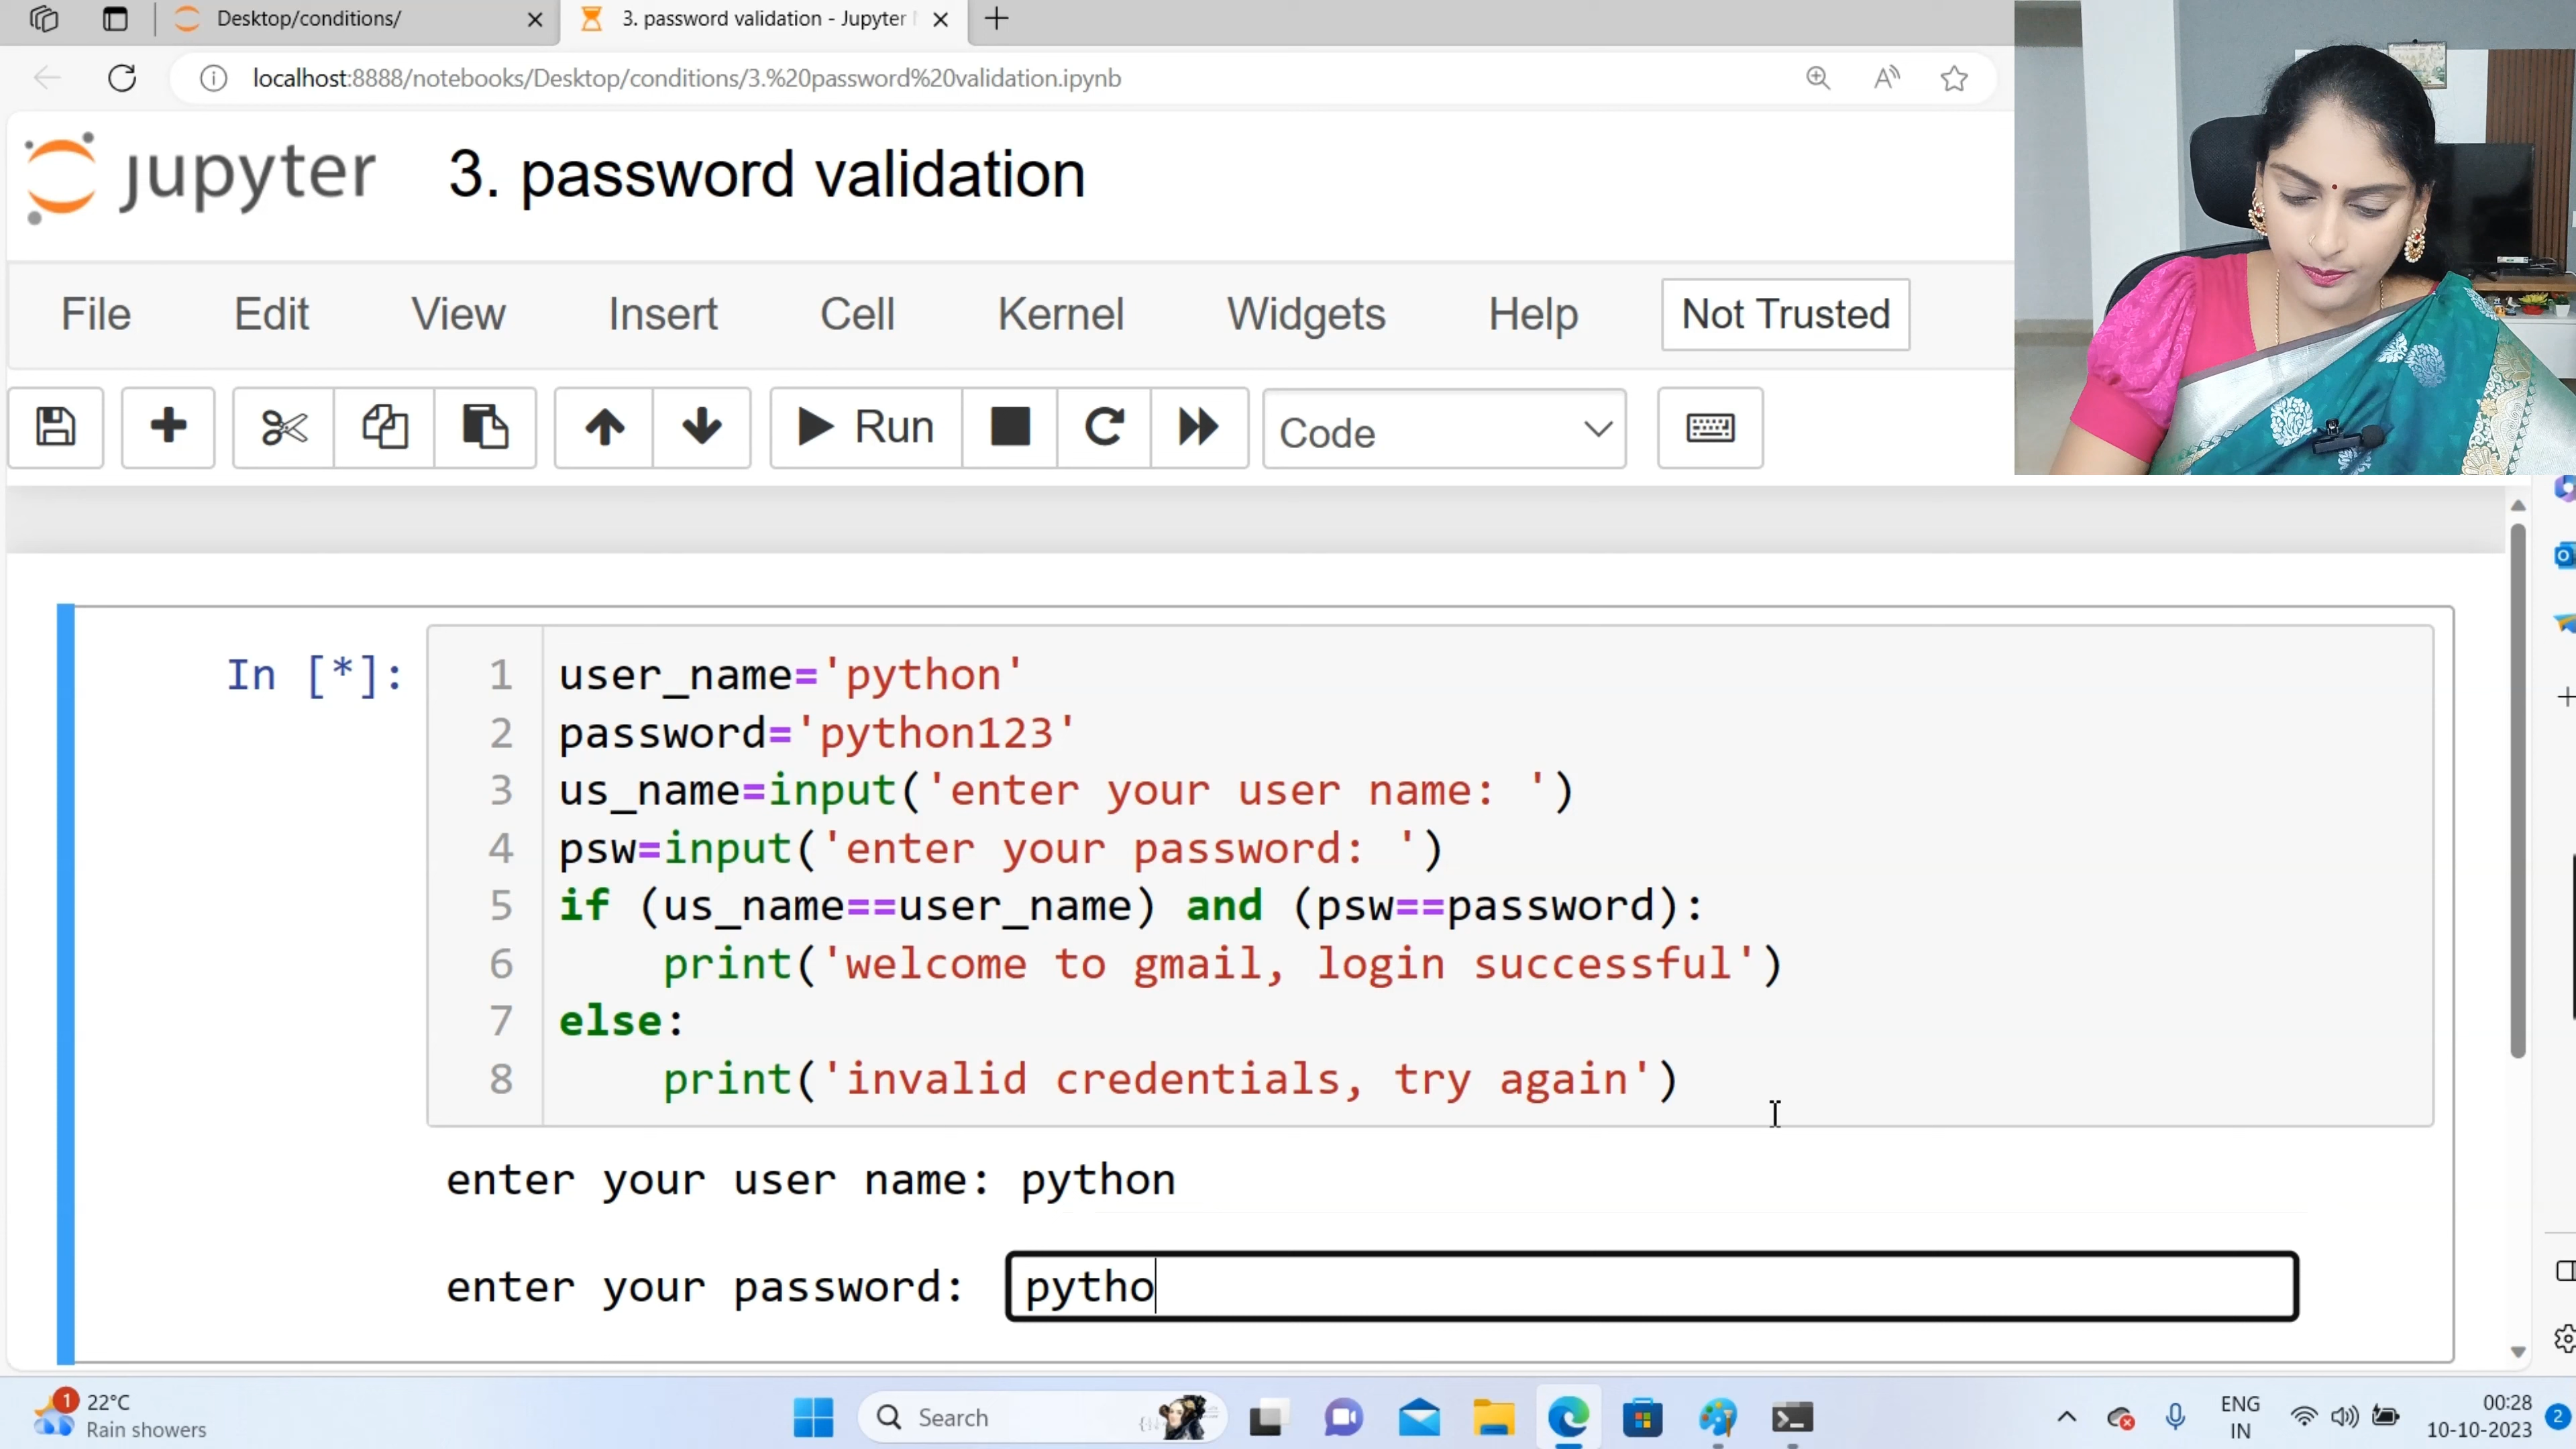 Desktop/conditions/
3. password validation - Jupyter
localhost:8888/notebooks/Desktop/conditions/3.%20password%20validation.ipynb
jupyter 3. password validation
File Edit View Insert Cell Kernel Widgets Help Not Trusted
Run Code
In [*]:
1 user_name='python'
2 password='python123'
3 us_name=input('enter your user name: ')
4 psw=input('enter your password: ')
5 if (us_name==user_name) and (psw==password):
6 print('welcome to gmail, login successful')
7 else:
8 print('invalid credentials, try again')
enter your user name: python
enter your password: pytho
1 22°C
Rain showers
Search
ENG
IN
00:28
10-10-2023
2